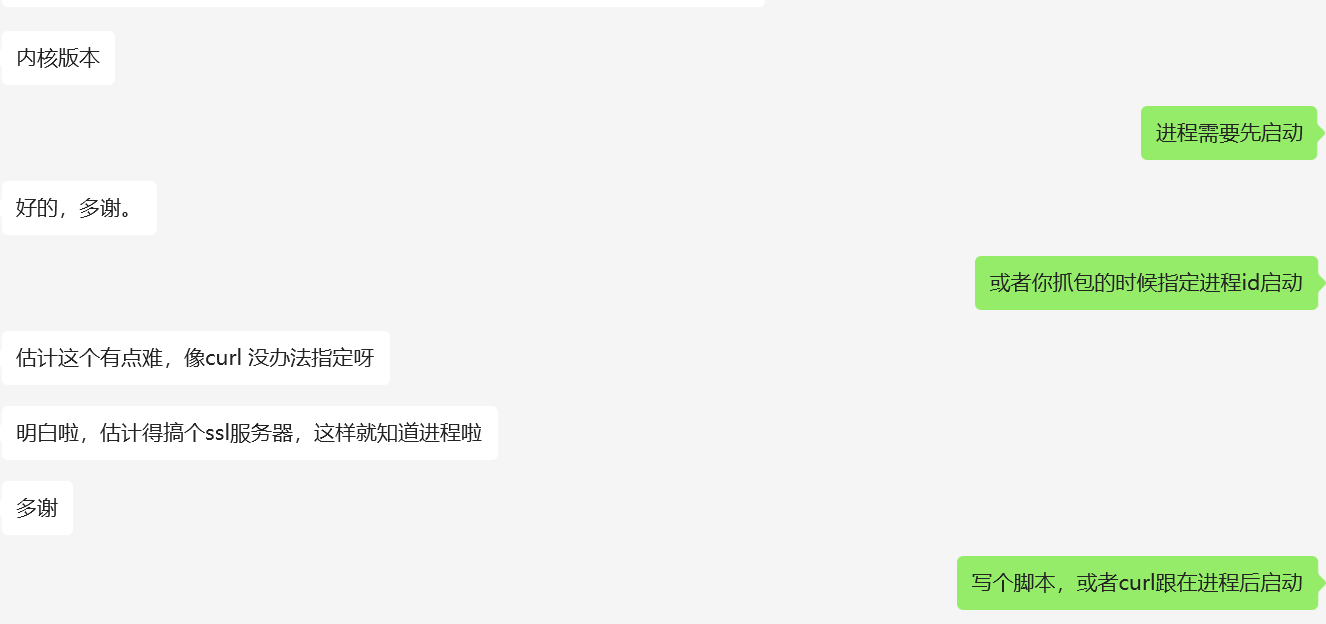 内核版本
进程需要先启动
好的，多谢。
或者你抓包的时候指定进程id启动
估计这个有点难，像curl 没办法指定呀
明白啦，估计得搞个ssl服务器，这样就知道进程啦
多谢
写个脚本，或者curl跟在进程后启动